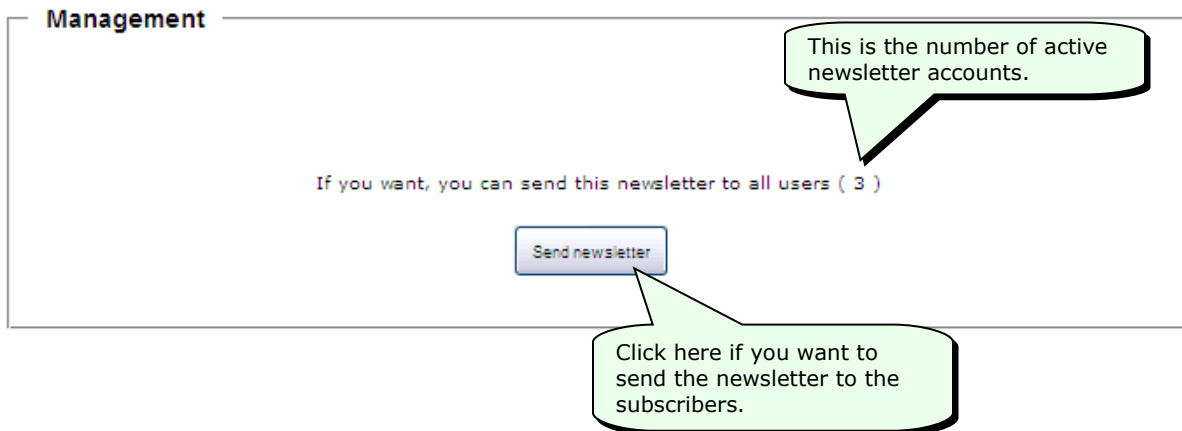 Management
This is the number of active
newsletter accounts.
If you want, you can send this newsletter to all users ( 3 )
Send newsletter
Click here if you want to
send the newsletter to the
subscribers.